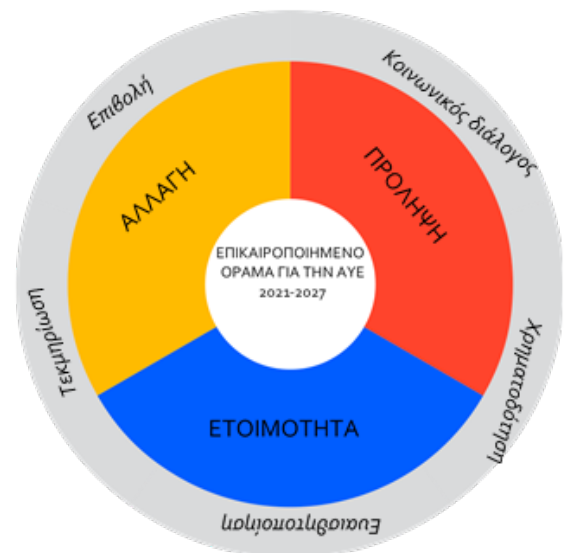 ΕΠΙΚΑΙΡΟΠΟΙΗΜΕΝΟ
ΟΡΑΜΑ ΓΙΑ ΤΗΝ ΑΥΕ
2021-2027
ΑΛΛΑΓΗ
ΠΡΟΛΗΨΗ
ΕΤΟΙΜΟΤΗΤΑ
Επιβολή
Κοινωνικός διάλογος
Χρηματοδότηση
Ευαισθητοποίηση
Τεκμηρίωση